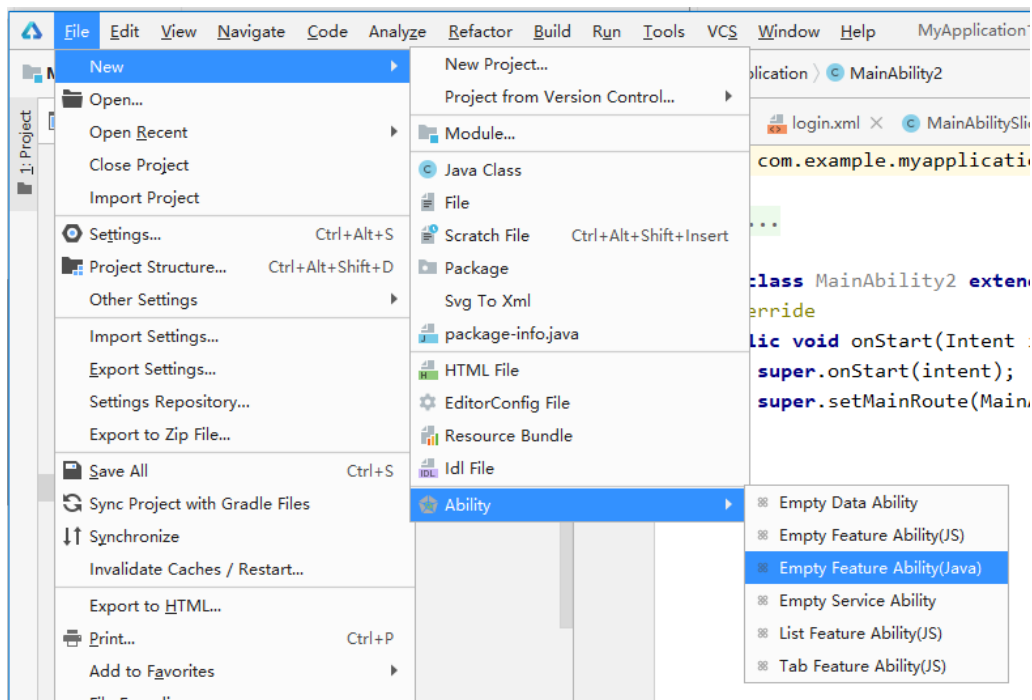 File Edit View Navigate Code Analyze Refactor Build Run Tools VCS Window Help MyApplication
New
Open...
Open Recent
Close Project
Import Project
Settings... Ctrl+Alt+S
Project Structure... Ctrl+Alt+Shift+D
Other Settings
Import Settings...
Export Settings...
Settings Repository...
Export to Zip File...
Save All Ctrl+S
Sync Project with Gradle Files
Synchronize
Invalidate Caches / Restart...
Export to HTML...
Print... Ctrl+P
Add to Favorites
New Project...
Project from Version Control...
Module...
Java Class
File
Scratch File Ctrl+Alt+Shift+Insert
Package
Svg To Xml
package-info.java
HTML File
EditorConfig File
Resource Bundle
Idl File
Ability
Empty Data Ability
Empty Feature Ability(JS)
Empty Feature Ability(Java)
Empty Service Ability
List Feature Ability(JS)
Tab Feature Ability(JS)
1: Project
plication MainAbility2
login.xml MainAbilitySli
com.example.myapplicati
...
class MainAbility2 exten
erride
lic void onStart(Intent
super.onStart(intent);
super.setMainRoute(Main